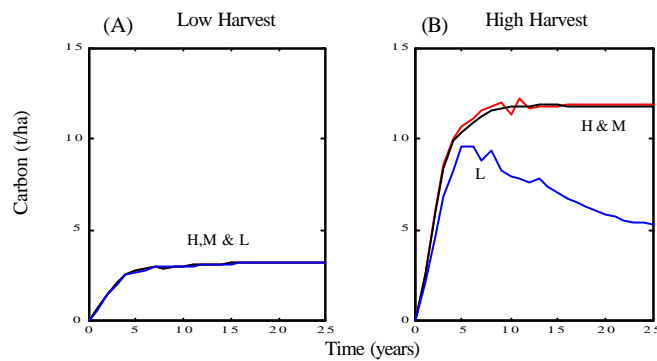 (A) Low Harvest
(B) High Harvest
Carbon (t/ha)
15
10
5
0
H,M & L
0 5 10 15 20 25
15
10
5
0
H & M
L
0 5 10 15 20 25
Time (years)